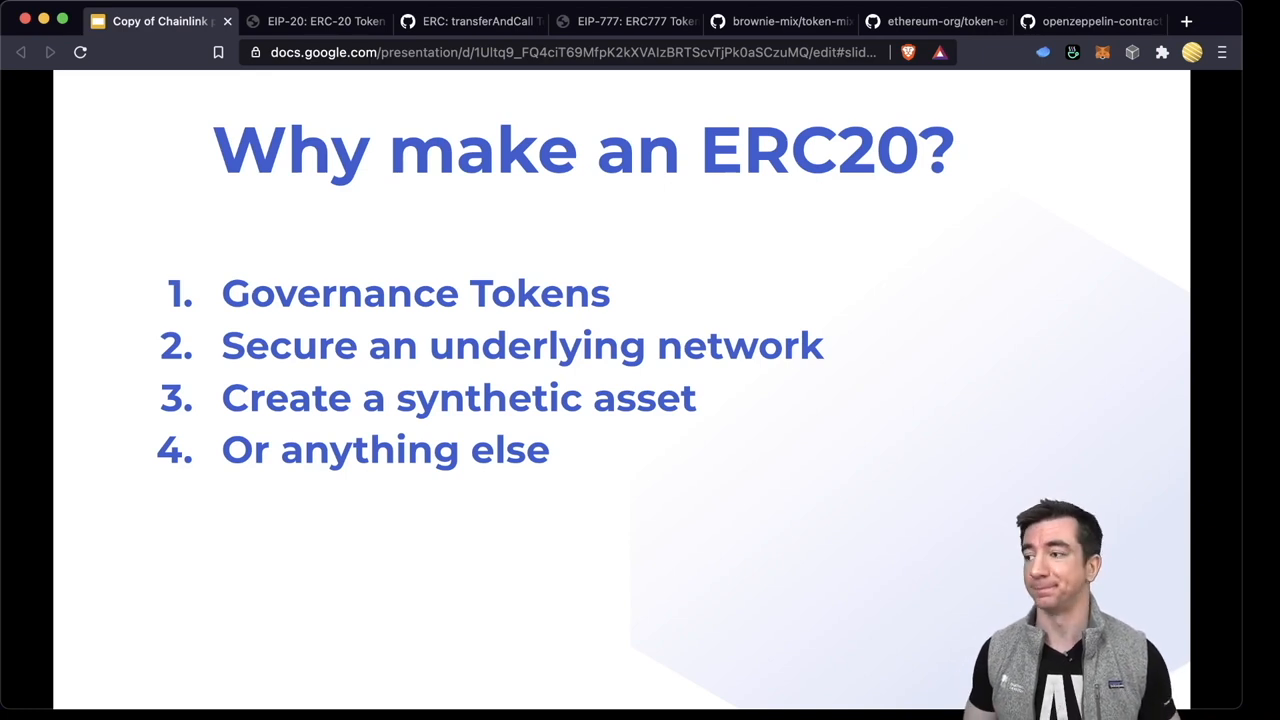 Copy of Chainlink p
EIP-20: ERC-20 Token
ERC: transferAndCall T
EIP-777: ERC777 Token
brownie-mix/token-mix
ethereum-org/token-e
openzeppelin-contract
docs.google.com/presentation/d/1Ultq9_FQ4ciT69MfpK2kXVAIzBRTScvTjPk0aSCzuMQ/edit#slid...
Why make an ERC20?
1. Governance Tokens
2. Secure an underlying network
3. Create a synthetic asset
4. Or anything else